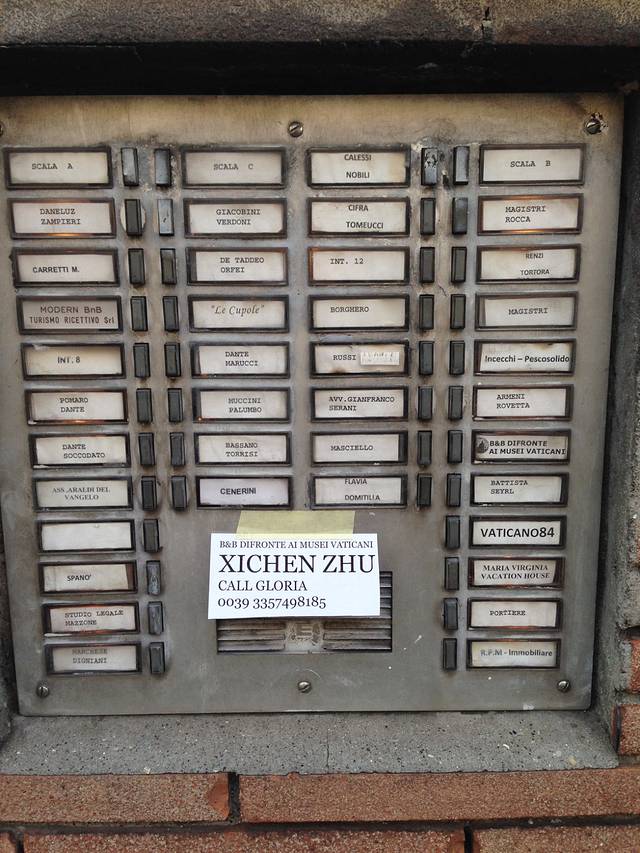 SCALA A
DANELUZ
ZAMPIERI
CARRETTI M.
MODERN BnB
TURISMO RICETTIVO Srl
INT. 8
POMARO
DANTE
DANTE
SOCCODATO
ASS.ARALDI DEL
VANGELO
SPANO'
STUDIO LEGALE
MAZZONE
MARCHESE
DIGNIANI
SCALA C
GIACOBINI
VERDONI
DE TADDEO
ORFEI
"Le Cupole"
DANTE
MARUCCI
MUCCINI
PALUMBO
BASSANO
TORRISI
CENERINI
CALESSI
NOBILI
CIFRA
TOMEUCCI
INT. 12
BORGHERO
RUSSI
AVV.GIANFRANCO
SERANI
MASCIELLO
FLAVIA
DOMITILIA
SCALA B
MAGISTRI
ROCCA
RENZI
TORTORA
MAGISTRI
Incecchi – Pescosolido
ARMENI
ROVETTA
B&B DIFRONTE
AI MUSEI VATICANI
BATTISTA
SEYRL
VATICANO84
MARIA VIRGINIA
VACATION HOUSE
PORTIERE
R.P.M - Immobiliare
B&B DIFRONTE AI MUSEI VATICANI
XICHEN ZHU
CALL GLORIA
0039 3357498185